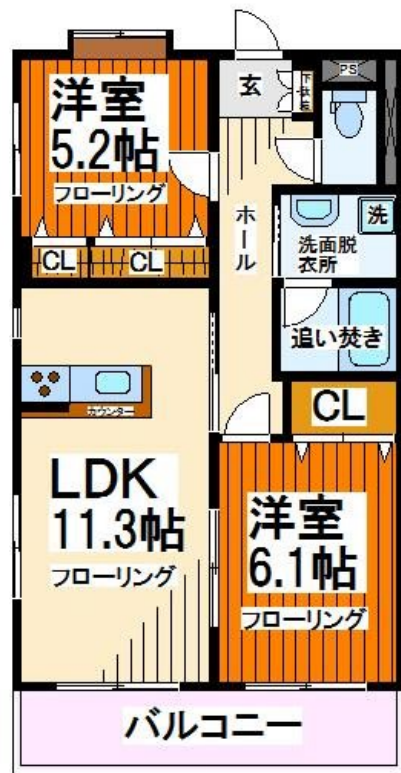 玄
下駄箱
PS
洋室
5.2帖
フローリング
CL
CL
ホール
洗面脱
衣所
洗
追い焚き
CL
カウンター
LDK
11.3帖
フローリング
洋室
6.1帖
フローリング
バルコニー